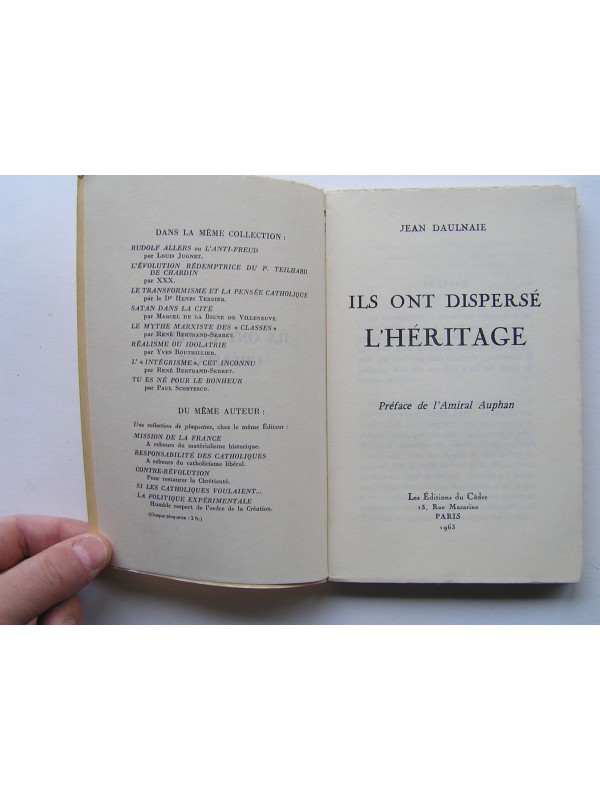 DANS LA MÊME COLLECTION :
RUDOLF ALLERS ou L'ANTI-FREUD
par Louis Jugnet.
L'ÉVOLUTION RÉDEMPTRICE DU P. TEILHARD
DE CHARDIN
par XXX.
LE TRANSFORMISME ET LA PENSÉE CATHOLIQUE
par le Dr Henri Termier.
SATAN DANS LA CITÉ
par Marcel de la Bigne de Villeneuve.
LE MYTHE MARXISTE DES « CLASSES »
par René Bertrand-Serret.
RÉALISME OU IDOLATRIE
par Yves Bouthillier.
L' « INTÉGRISME », CET INCONNU
par René Bertrand-Serret.
TU ES NÉ POUR LE BONHEUR
par Paul Scortesco.
DU MÊME AUTEUR :
Une collection de plaquettes, chez le même Éditeur :
MISSION DE LA FRANCE
A rebours du matérialisme historique.
RESPONSABILITÉ DES CATHOLIQUES
A rebours du catholicisme libéral.
CONTRE-RÉVOLUTION
Pour restaurer la Chrétienté.
SI LES CATHOLIQUES VOULAIENT...
LA POLITIQUE EXPÉRIMENTALE
Humble respect de l'ordre de la Création.
(Chaque plaquette : 3 fr.)
JEAN DAULNAIE
ILS ONT DISPERSÉ
L'HÉRITAGE
Préface de l'Amiral Auphan
Les Éditions du Cèdre
13, Rue Mazarine
PARIS
1963